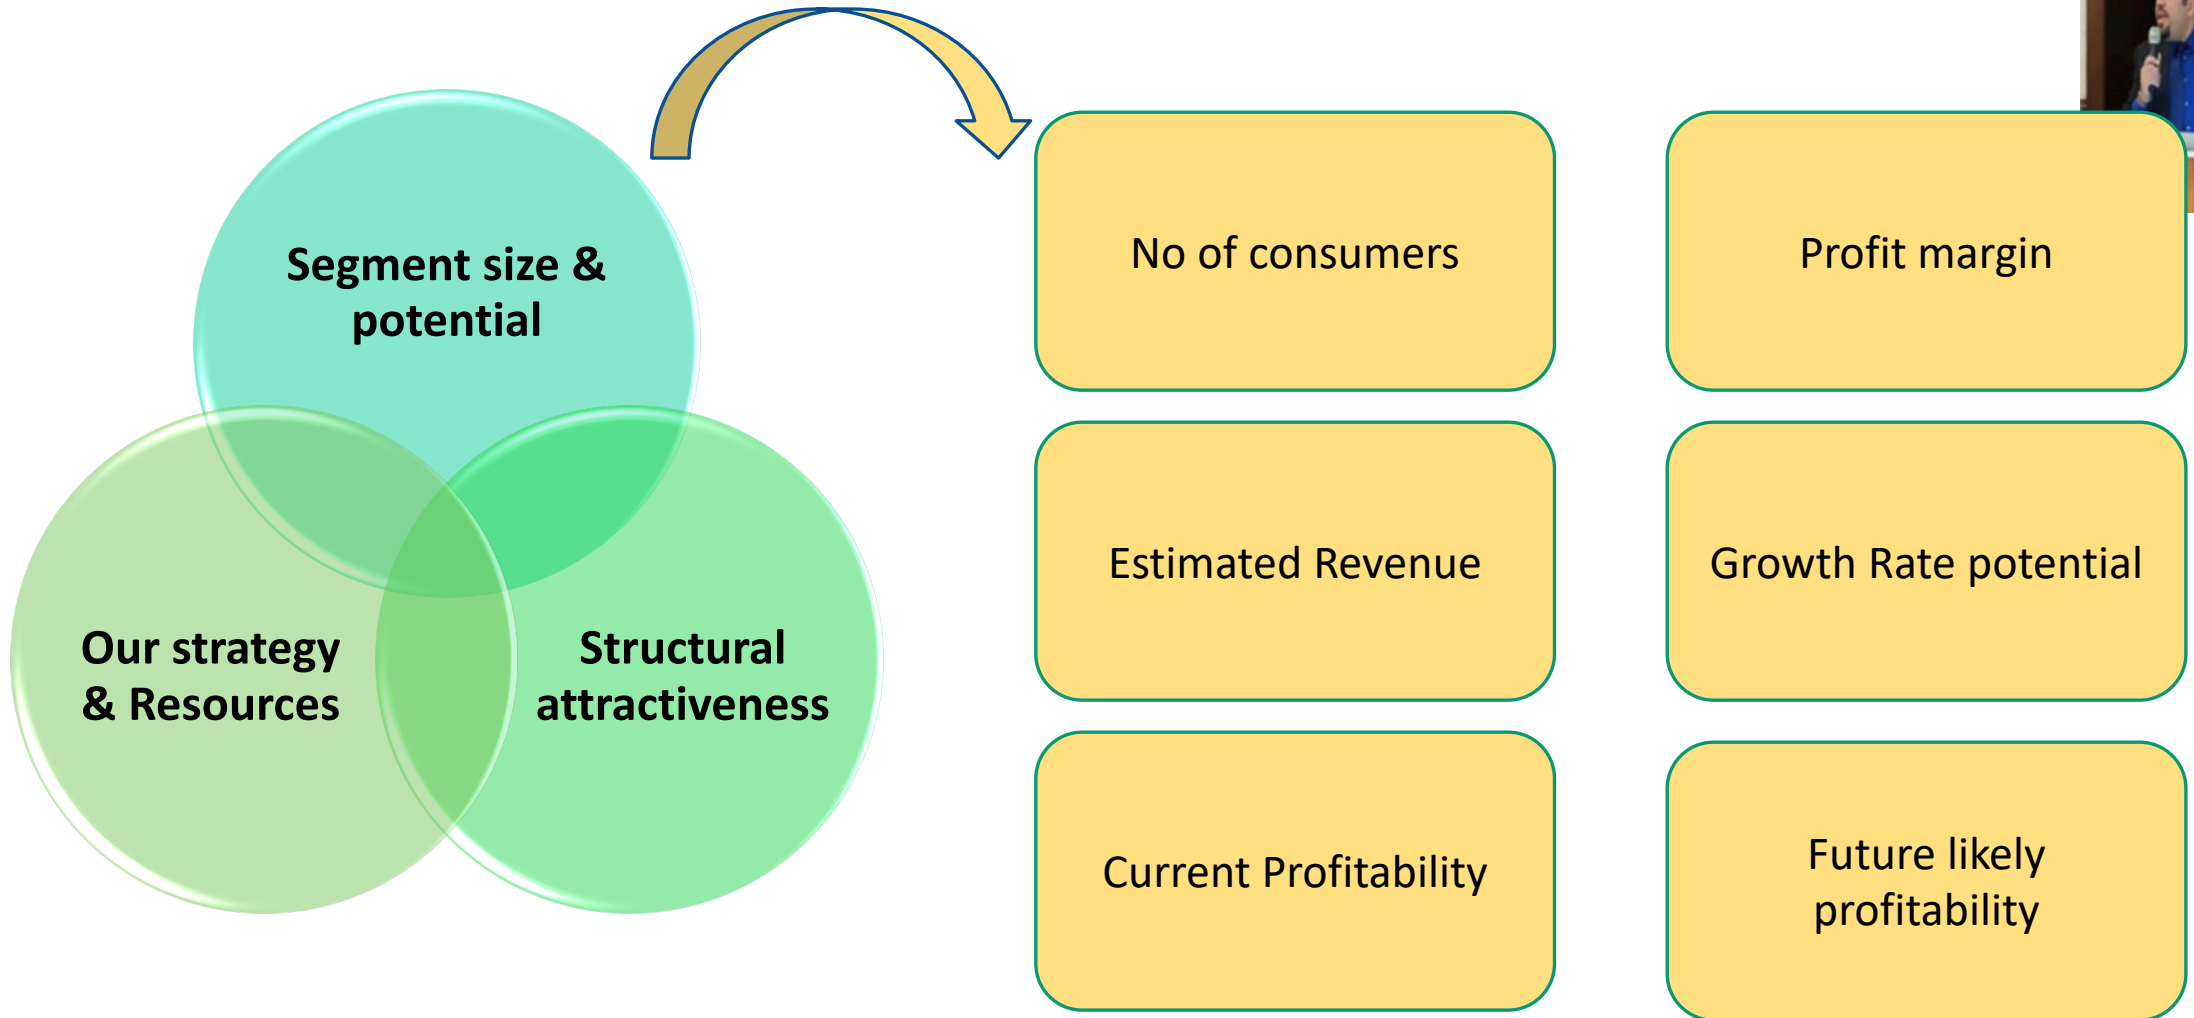 Segment size &
potential
Our strategy
& Resources
Structural
attractiveness
No of consumers
Profit margin
Estimated Revenue
Growth Rate potential
Current Profitability
Future likely
profitability